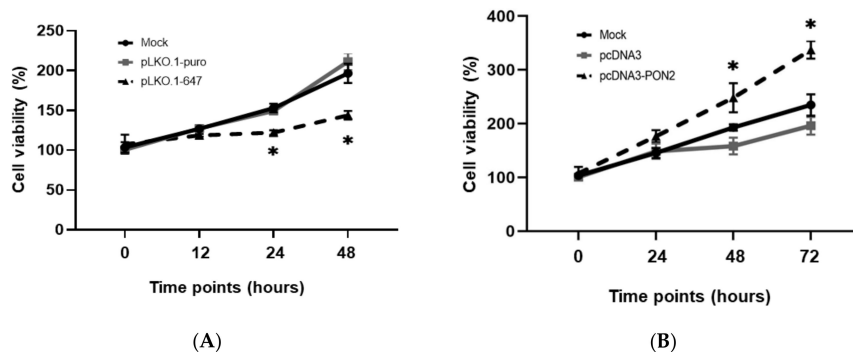 Cell viability (%)
250
200
150
100
50
0
Mock
pLKO.1-puro
pLKO.1-647
*
*
0 12 24 48
Time points (hours)
(A)
Cell viability (%)
400
300
200
100
0
Mock
pcDNA3
pcDNA3-PON2
*
*
0 24 48 72
Time points (hours)
(B)